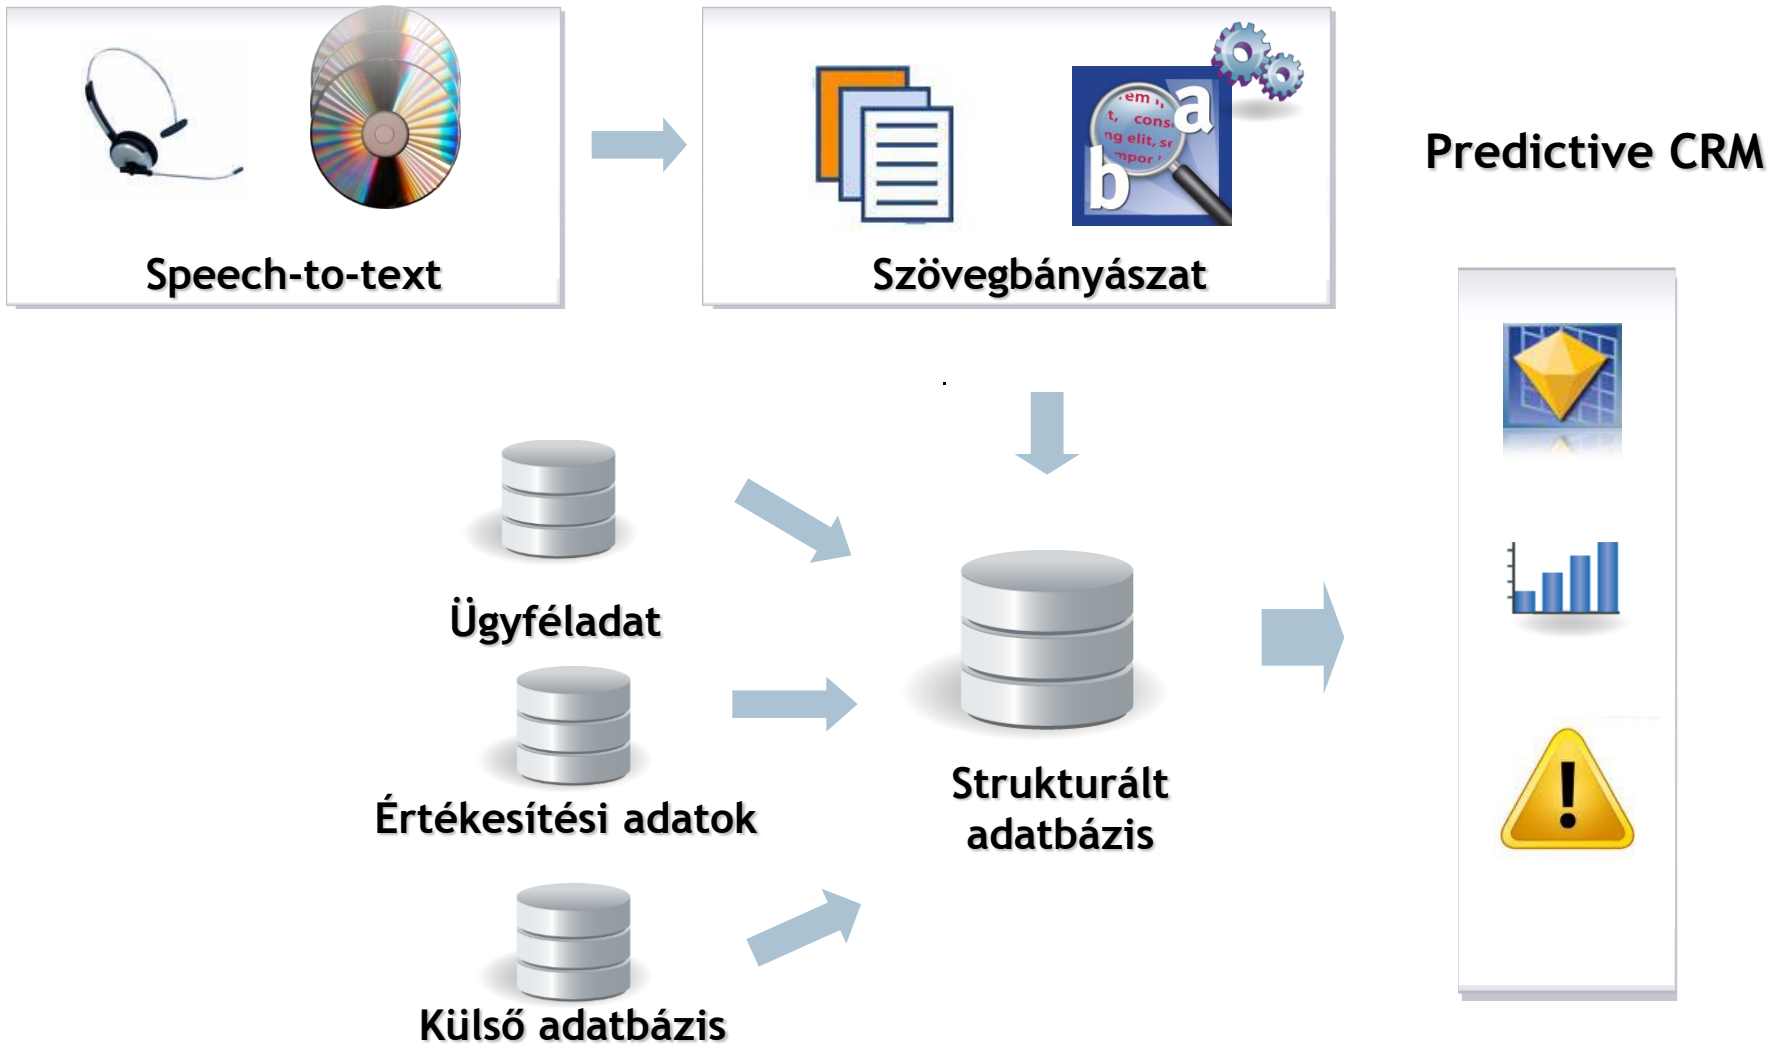 Speech-to-text
Szövegbányászat
a
b
Predictive CRM
.
Ügyféladat
Értékesítési adatok
Külső adatbázis
Strukturált
adatbázis